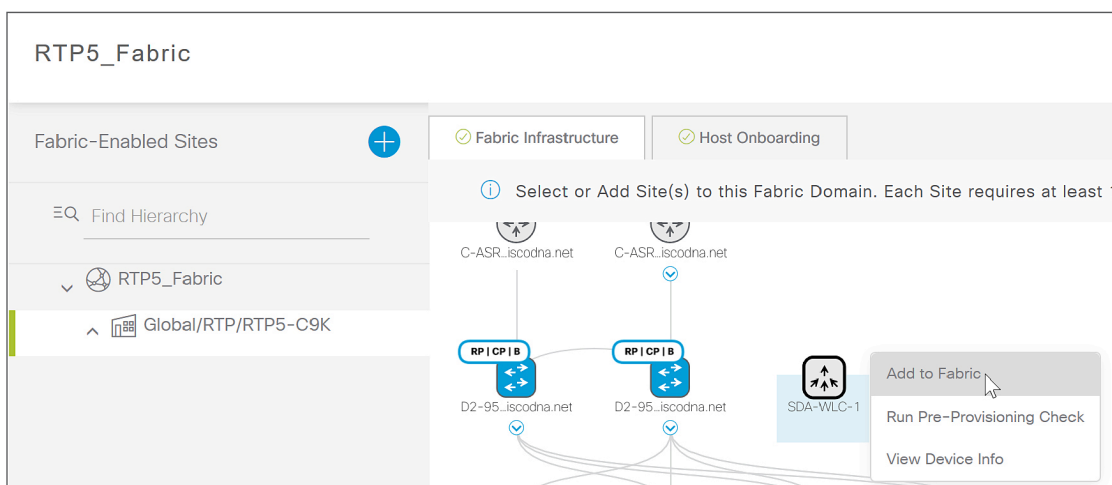 RTP5_Fabric
Fabric-Enabled Sites
Fabric Infrastructure
Host Onboarding
Select or Add Site(s) to this Fabric Domain. Each Site requires at least
Find Hierarchy
C-ASR...iscodna.net
C-ASR...iscodna.net
RTP5_Fabric
Global/RTP/RTP5-C9K
RP | CP | B
RP | CP | B
D2-95...iscodna.net
D2-95...iscodna.net
SDA-WLC-1
Add to Fabric
Run Pre-Provisioning Check
View Device Info